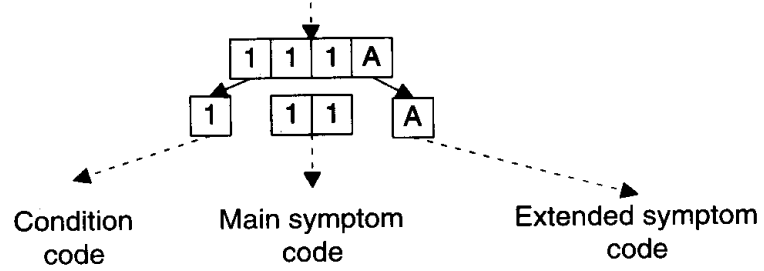 1 1 1 A
1 1 1 A
Condition code
Main symptom code
Extended symptom code